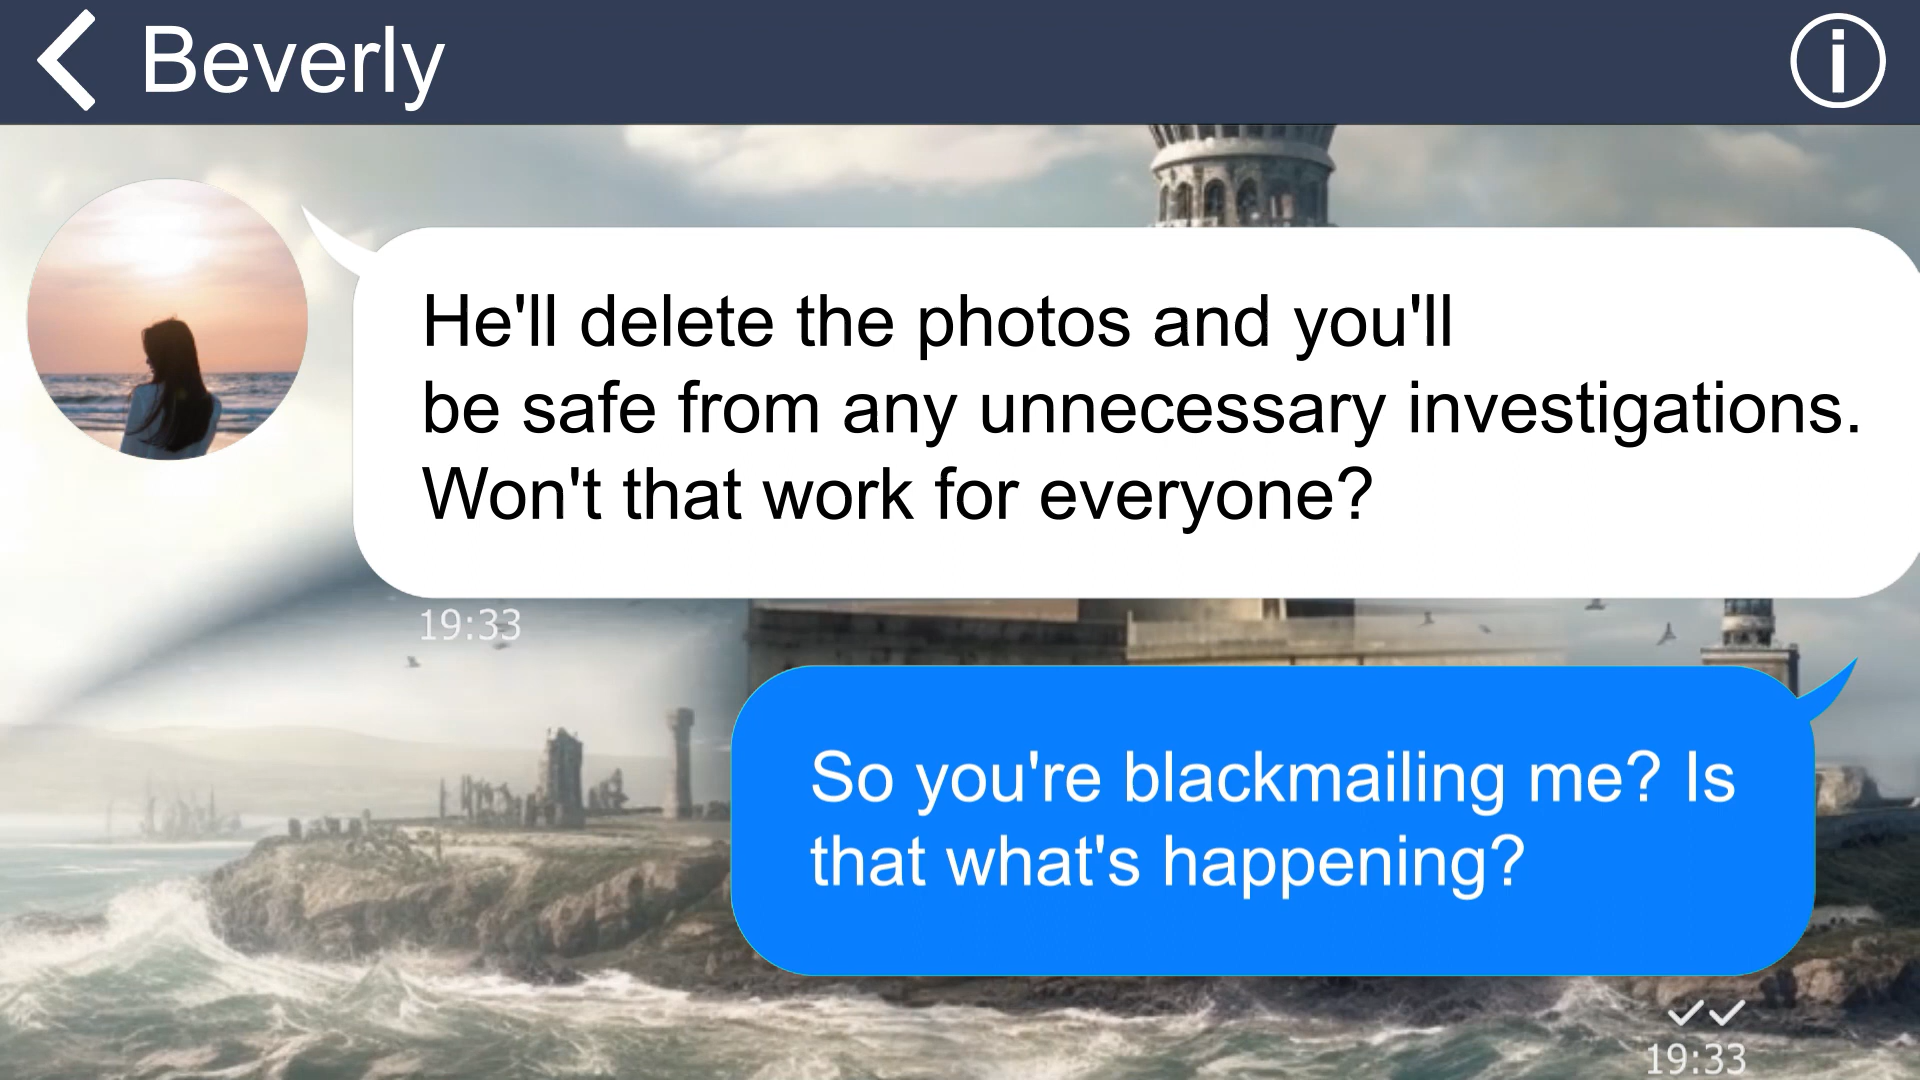 Beverly
He'll delete the photos and you'll
be safe from any unnecessary investigations.
Won't that work for everyone?
19:33
So you're blackmailing me? Is
that what's happening?
19:33